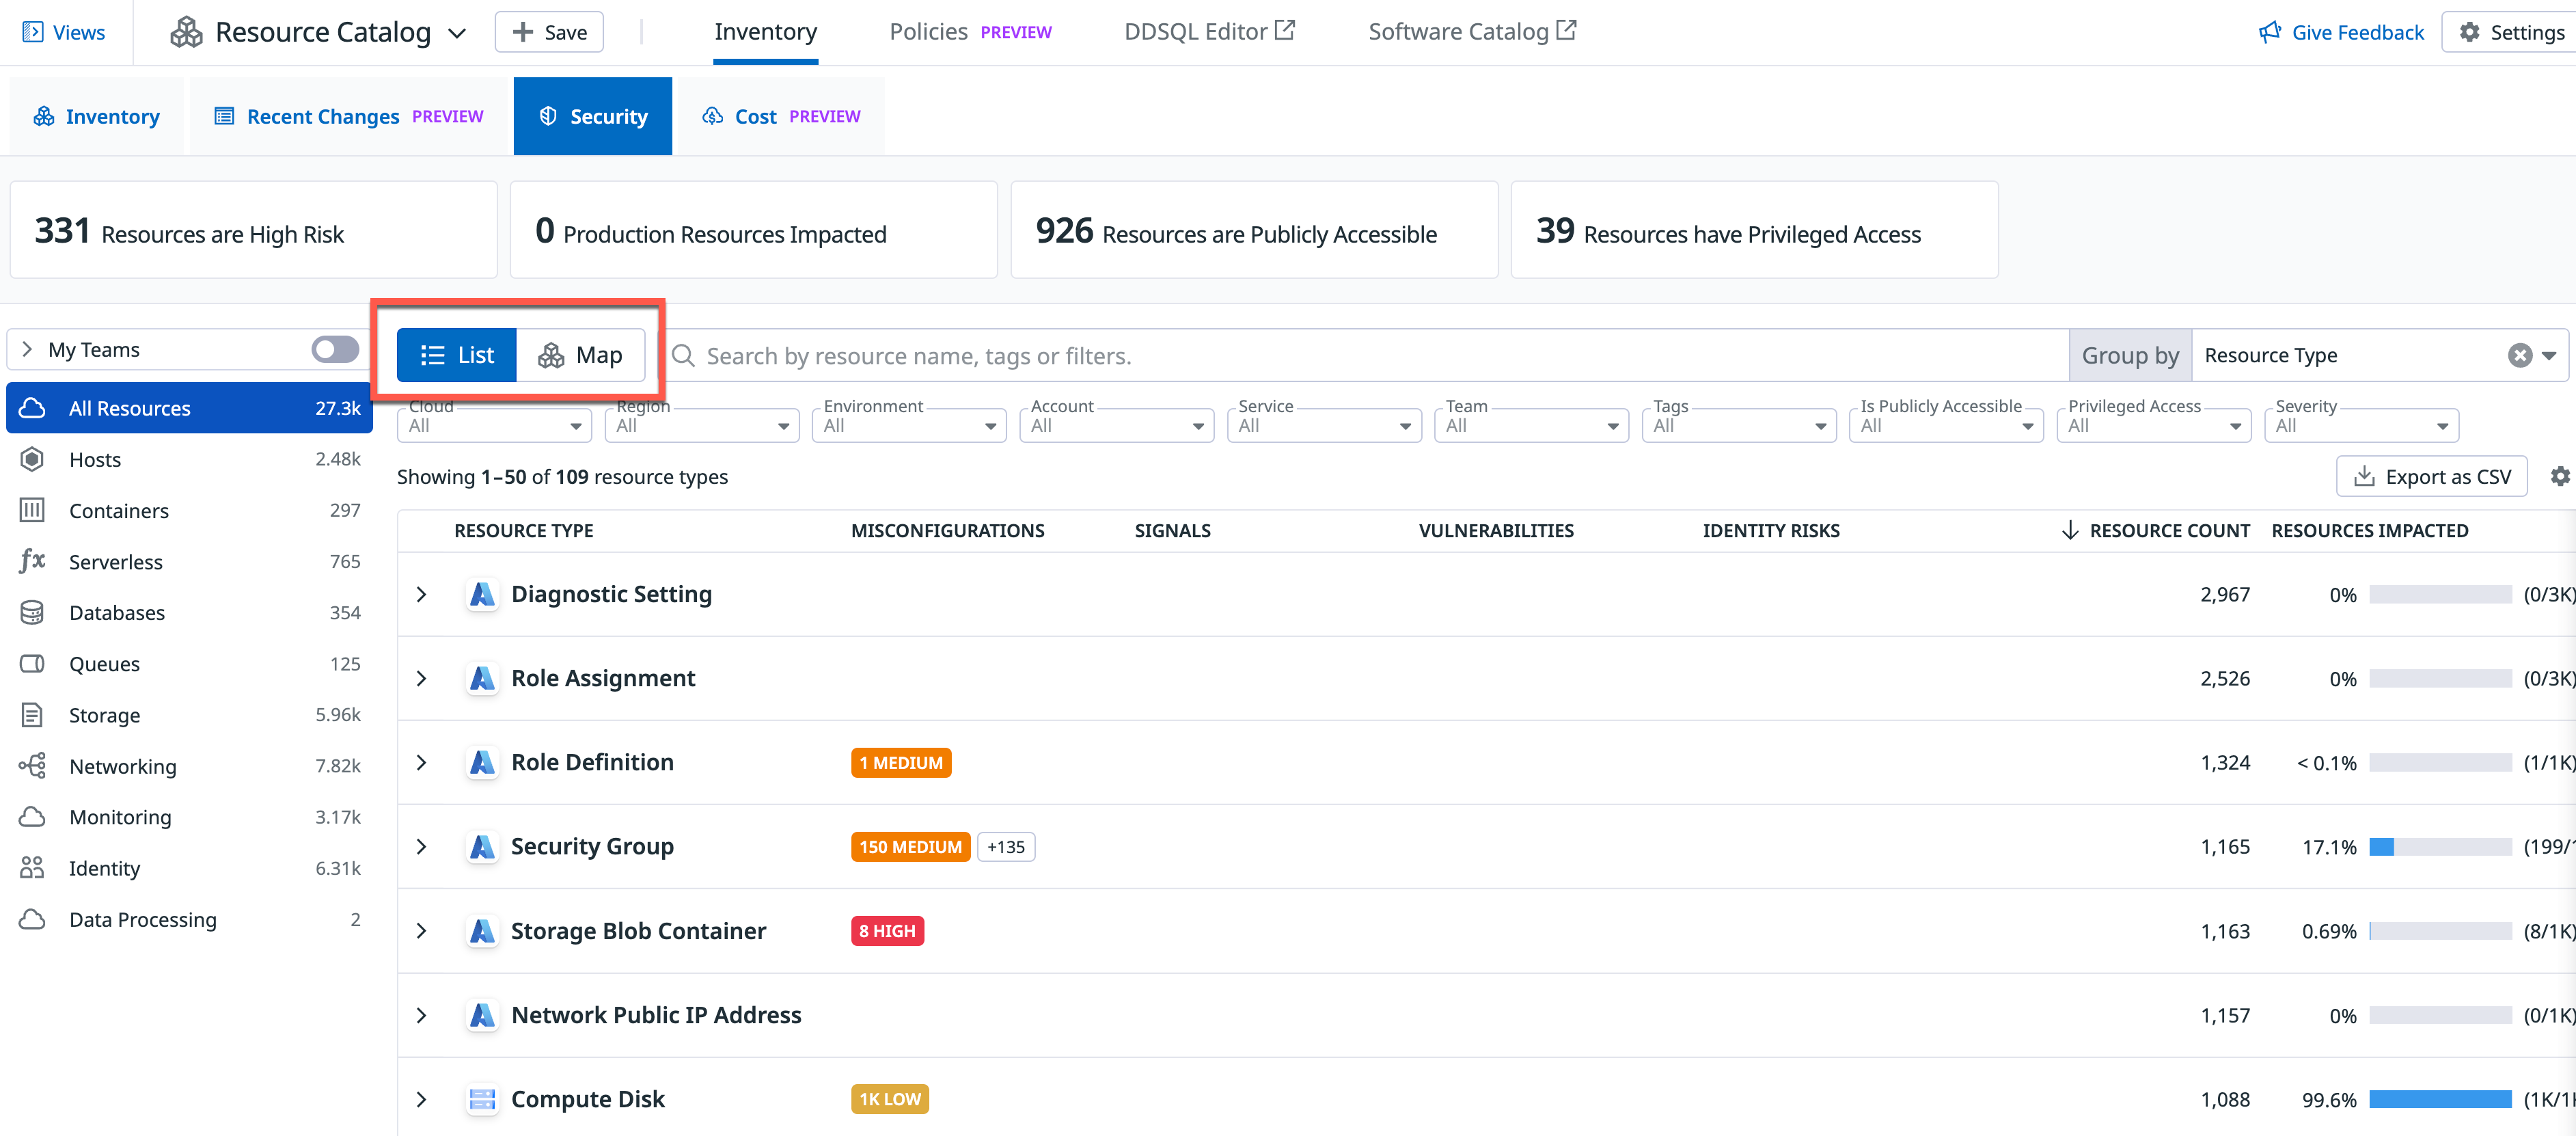 Views
Resource Catalog
Save
Inventory
Policies PREVIEW
DDSQL Editor
Software Catalog
Give Feedback
Settings
Inventory
Recent Changes PREVIEW
Security
Cost PREVIEW
331 Resources are High Risk
0 Production Resources Impacted
926 Resources are Publicly Accessible
39 Resources have Privileged Access
My Teams
List
Map
Search by resource name, tags or filters.
Group by
Resource Type
All Resources 27.3k
Hosts 2.48k
Containers 297
Serverless 765
Databases 354
Queues 125
Storage 5.96k
Networking 7.82k
Monitoring 3.17k
Identity 6.31k
Data Processing 2
Cloud
All
Region
All
Environment
All
Account
All
Service
All
Team
All
Tags
All
Is Publicly Accessible
All
Privileged Access
All
Severity
All
Showing 1–50 of 109 resource types
Export as CSV
RESOURCE TYPE MISCONFIGURATIONS SIGNALS VULNERABILITIES IDENTITY RISKS RESOURCE COUNT RESOURCES IMPACTED
Diagnostic Setting 2,967 0% (0/3K)
Role Assignment 2,526 0% (0/3K)
Role Definition 1 MEDIUM 1,324 < 0.1% (1/1K)
Security Group 150 MEDIUM +135 1,165 17.1% (199/
Storage Blob Container 8 HIGH 1,163 0.69% (8/1K)
Network Public IP Address 1,157 0% (0/1K)
Compute Disk 1K LOW 1,088 99.6% (1K/1